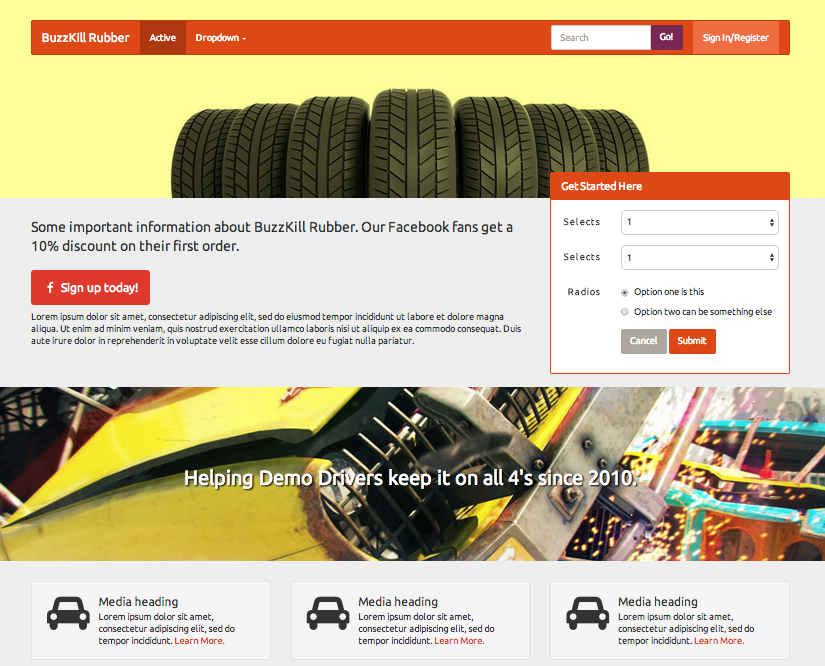 BuzzKill Rubber Active Dropdown Search Go! Sign In/Register
Get Started Here
Some important information about BuzzKill Rubber. Our Facebook fans get a
10% discount on their first order.
Sign up today!
Lorem ipsum dolor sit amet, consectetur adipiscing elit, sed do eiusmod tempor incididunt ut labore et dolore magna
aliqua. Ut enim ad minim veniam, quis nostrud exercitation ullamco laboris nisi ut aliquip ex ea commodo consequat. Duis
aute irure dolor in reprehenderit in voluptate velit esse cillum dolore eu fugiat nulla pariatur.
Selects 1
Selects 1
Radios Option one is this
Option two can be something else
Cancel Submit
Helping Demo Drivers keep it on all 4's since 2010.
Media heading
Lorem ipsum dolor sit amet,
consectetur adipiscing elit, sed do
tempor incididunt. Learn More.
Media heading
Lorem ipsum dolor sit amet,
consectetur adipiscing elit, sed do
tempor incididunt. Learn More.
Media heading
Lorem ipsum dolor sit amet,
consectetur adipiscing elit, sed do
tempor incididunt. Learn More.